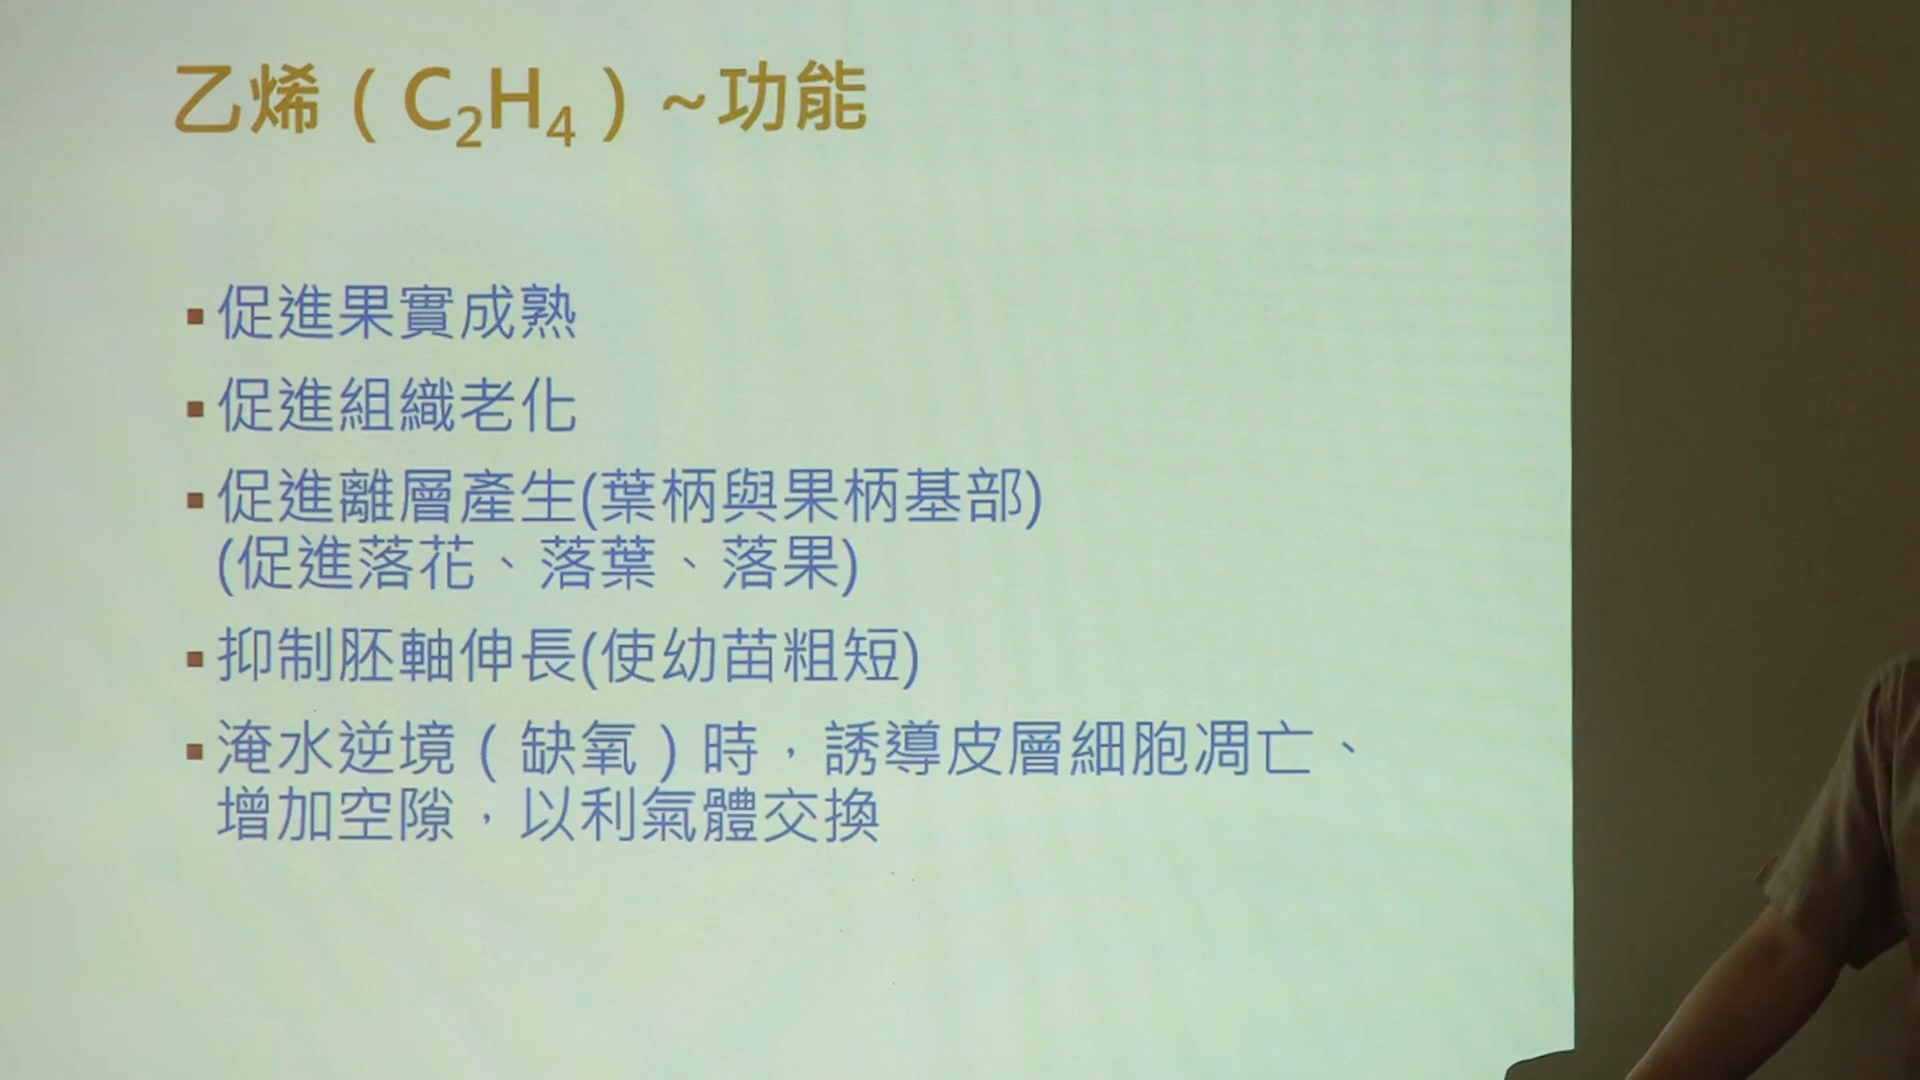 乙烯（C₂H₄）~功能
▪促進果實成熟
▪促進組織老化
▪促進離層產生(葉柄與果柄基部)
(促進落花、落葉、落果)
▪抑制胚軸伸長(使幼苗粗短)
▪淹水逆境（缺氧）時，誘導皮層細胞凋亡、
增加空隙，以利氣體交換